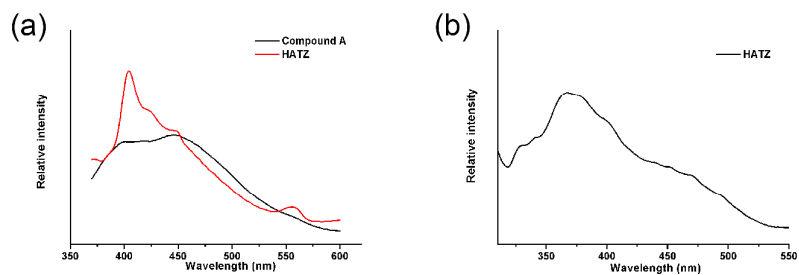 (a)
Compound A
HATZ
Relative intensity
350 400 450 500 550 600
Wavelength (nm)
(b)
HATZ
Relative intensity
350 400 450 500 550
Wavelength (nm)